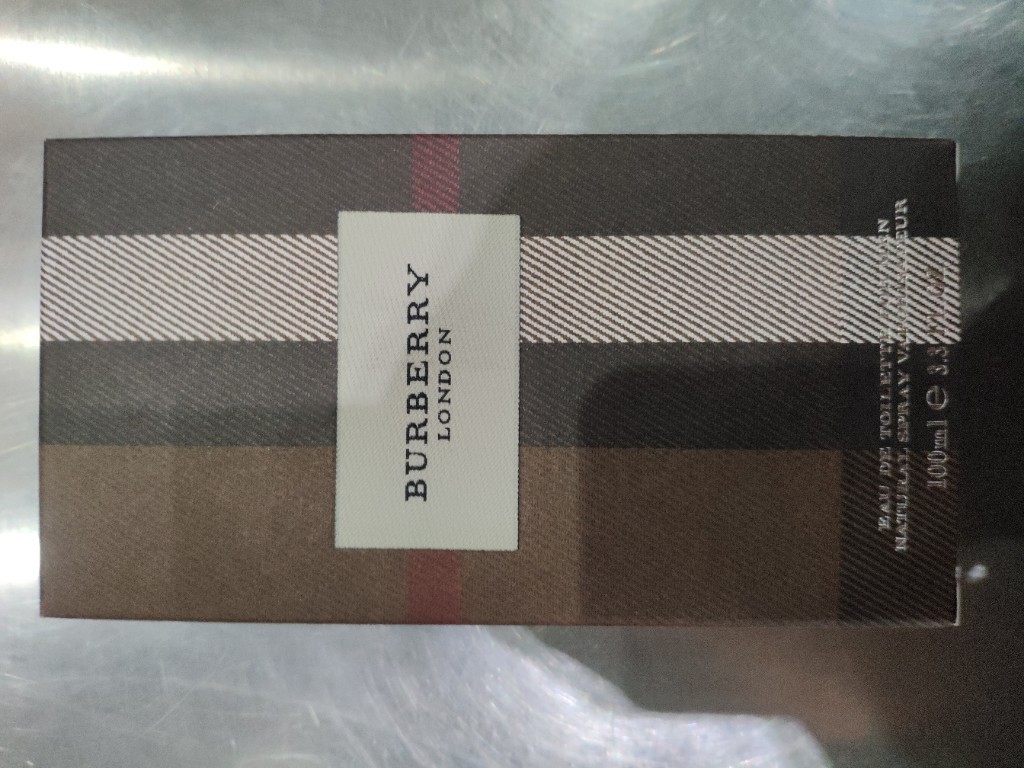 BURBERRY
LONDON
EAU DE TOILETTE
NATURAL SPRAY
100ml e 3.3